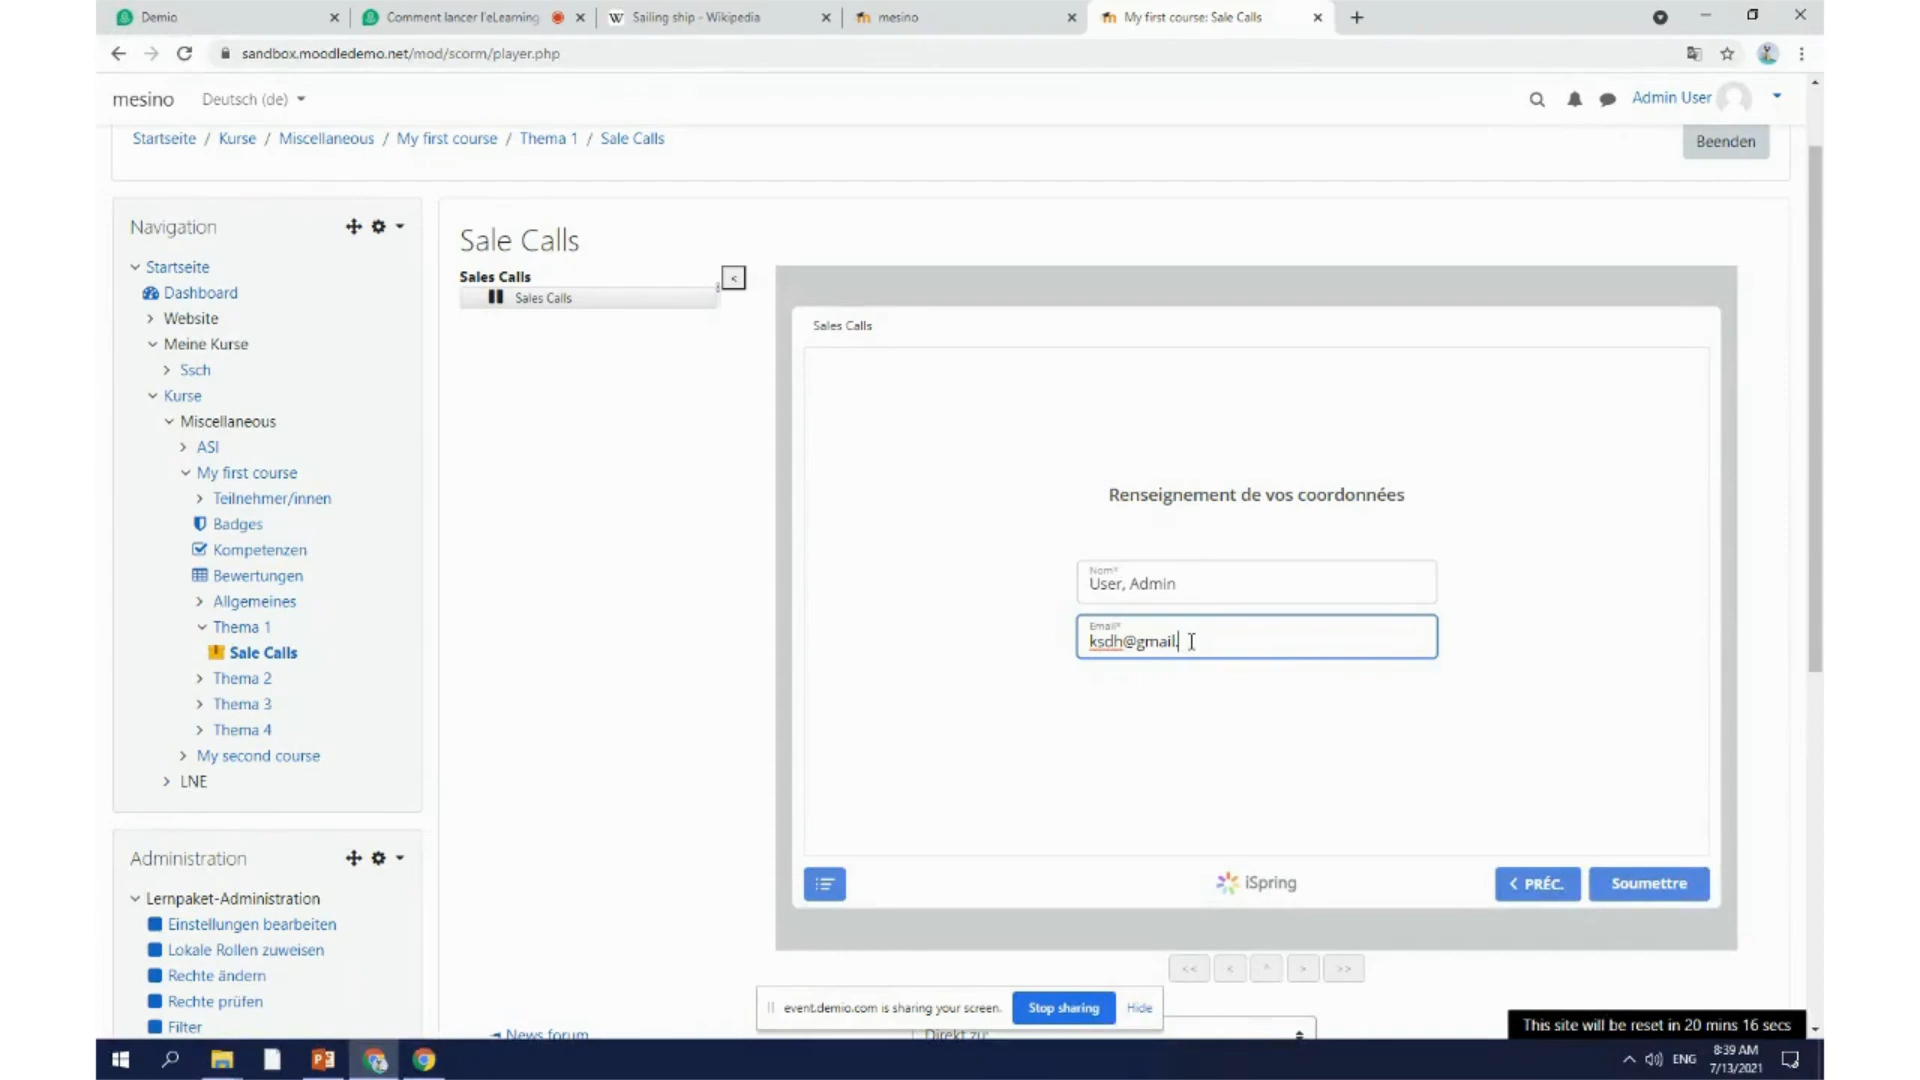 Demio
Comment lancer l'eLearning
Sailing ship - Wikipedia
mesino
My first course: Sale Calls
sandbox.moodledemo.net/mod/scorm/player.php
mesino
Deutsch (de)
Admin User
Startseite / Kurse / Miscellaneous / My first course / Thema 1 / Sale Calls
Beenden
Navigation
Startseite
Dashboard
Website
Meine Kurse
Ssch
Kurse
Miscellaneous
ASI
My first course
Teilnehmer/innen
Badges
Kompetenzen
Bewertungen
Allgemeines
Thema 1
Sale Calls
Thema 2
Thema 3
Thema 4
My second course
LNE
Administration
Lernpaket-Administration
Einstellungen bearbeiten
Lokale Rollen zuweisen
Rechte ändern
Rechte prüfen
Filter
Sale Calls
Sales Calls
<
Sales Calls
Sales Calls
Renseignement de vos coordonnées
Nom*
User, Admin
Email*
ksdh@gmail.
iSpring
< PRÉC.
Soumettre
<< < ^ > >>
event.demio.com is sharing your screen.
Stop sharing
Hide
◄ News forum
Direkt zu:
This site will be reset in 20 mins 16 secs
ENG
8:39 AM
7/13/2021